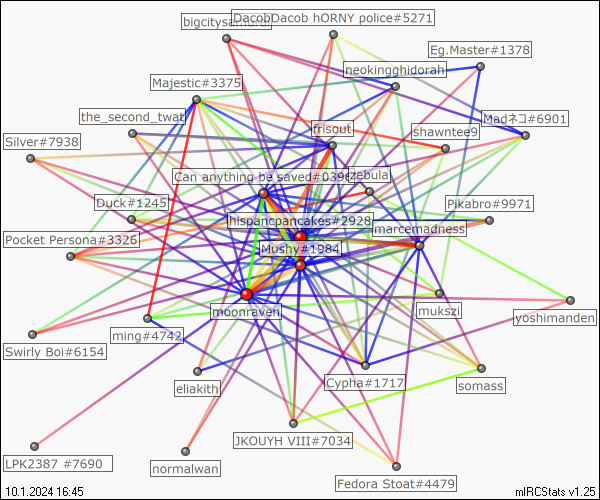 DacobDacob hORNY police#5271
bigcitysamurai
Eg.Master#1378
neokingghidorah
Majestic#3375
the_second_twat
Madネコ#6901
frisout
shawntee9
Silver#7938
Can anything be saved#0396
zebula
Duck#1245
Pikabro#9971
hispanicpancakes#2928
marcemadness
Pocket Persona#3326
Mushy#1984
moonraven
mukszi
yoshimanden
ming#4742
Swirly Boi#6154
Cypha#1717
eliakith
somass
JKOUYH VIII#7034
LPK2387 #7690
normalwan
Fedora Stoat#4479
10.1.2024 16:45
mIRCStats v1.25